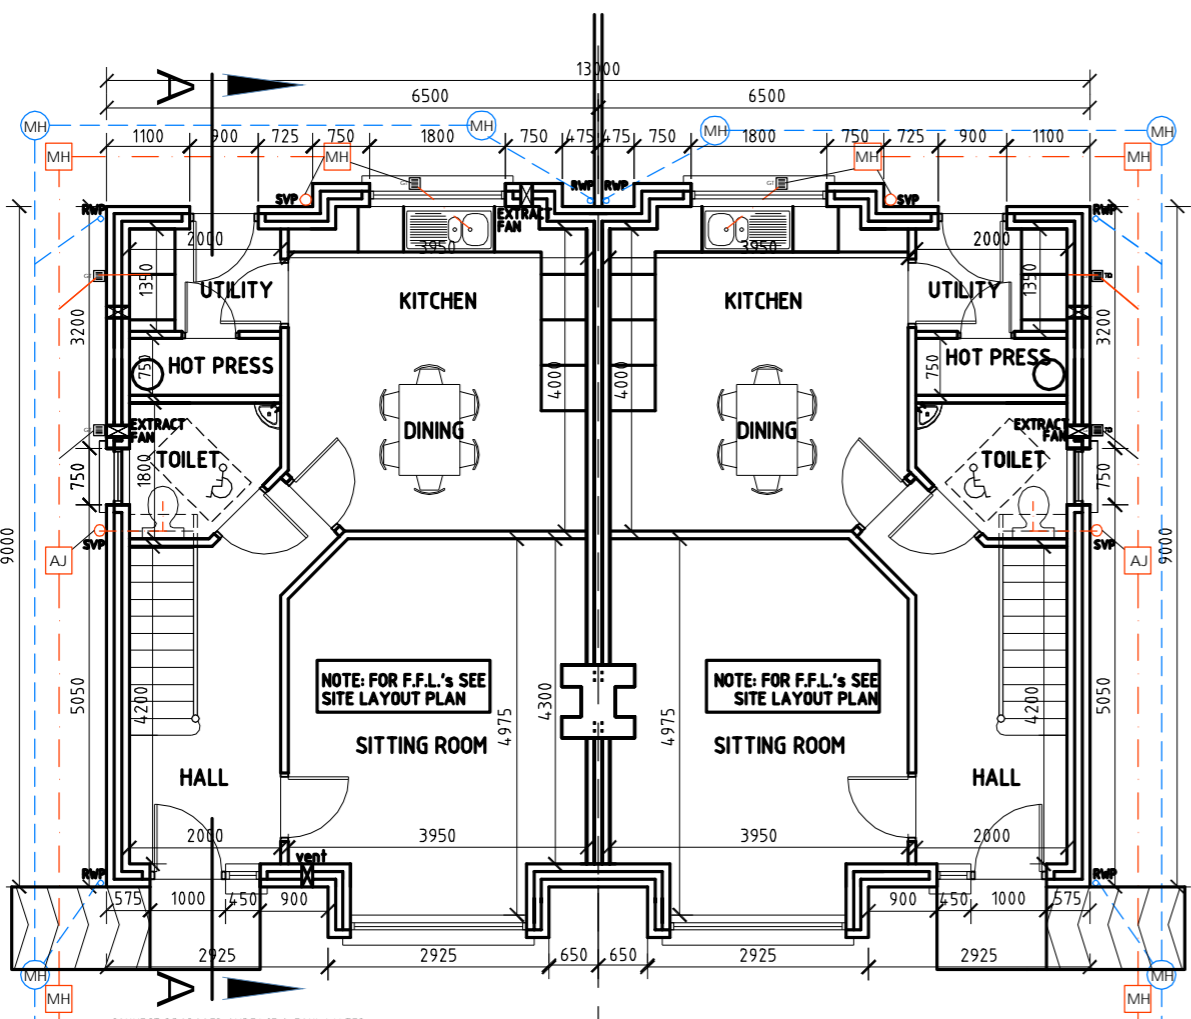 A
13000
6500
6500
MH
MH
MH
MH
1100
900
725
750
1800
750
475
475
750
1800
750
725
900
1100
MH
MH
MH
MH
RWP
SVP
RWP
RWP
SVP
RWP
EXTRACT
FAN
2000
3950
3950
2000
1350
UTILITY
KITCHEN
KITCHEN
UTILITY
1350
3200
3200
HOT PRESS
HOT PRESS
750
750
4000
4000
EXTRACT
FAN
DINING
DINING
EXTRACT
FAN
750
1800
TOILET
TOILET
750
9000
SVP
SVP
9000
AJ
AJ
NOTE: FOR F.F.L.'s SEE
SITE LAYOUT PLAN
NOTE: FOR F.F.L.'s SEE
SITE LAYOUT PLAN
5050
4200
4975
4300
4975
4200
5050
SITTING ROOM
SITTING ROOM
HALL
HALL
2000
3950
3950
2000
vent
RWP
RWP
575
1000
450
900
900
450
1000
575
2925
2925
650
650
2925
2925
MH
MH
A
MH
MH